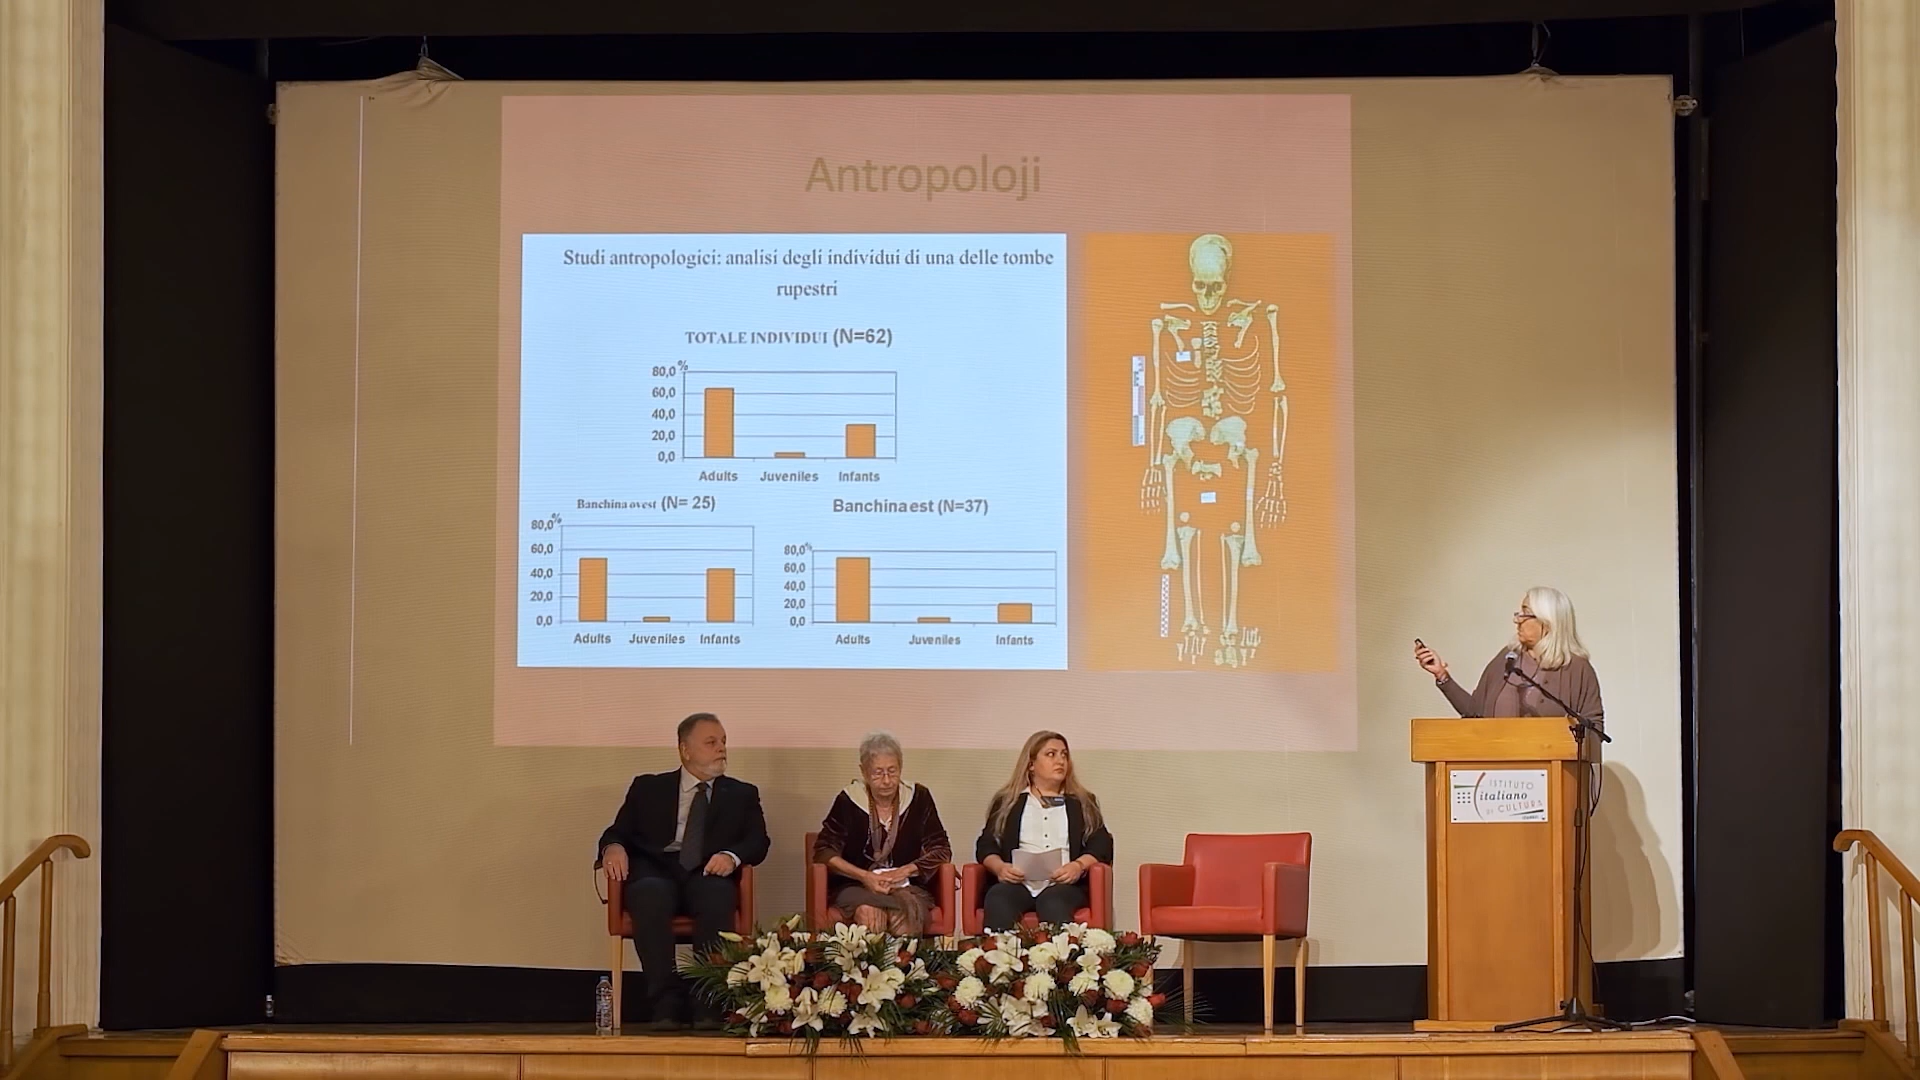 Antropoloji
Studi antropologici: analisi degli individui di una delle tombe
rupestri
TOTALE INDIVIDUI (N=62)
80,0 %
60,0
40,0
20,0
0,0
Adults Juveniles Infants
Banchina ovest (N= 25)
80,0 %
60,0
40,0
20,0
0,0
Adults Juveniles Infants
Banchina est (N=37)
80,0 %
60,0
40,0
20,0
0,0
Adults Juveniles Infants
ISTITUTO
italiano
DI CULTURA